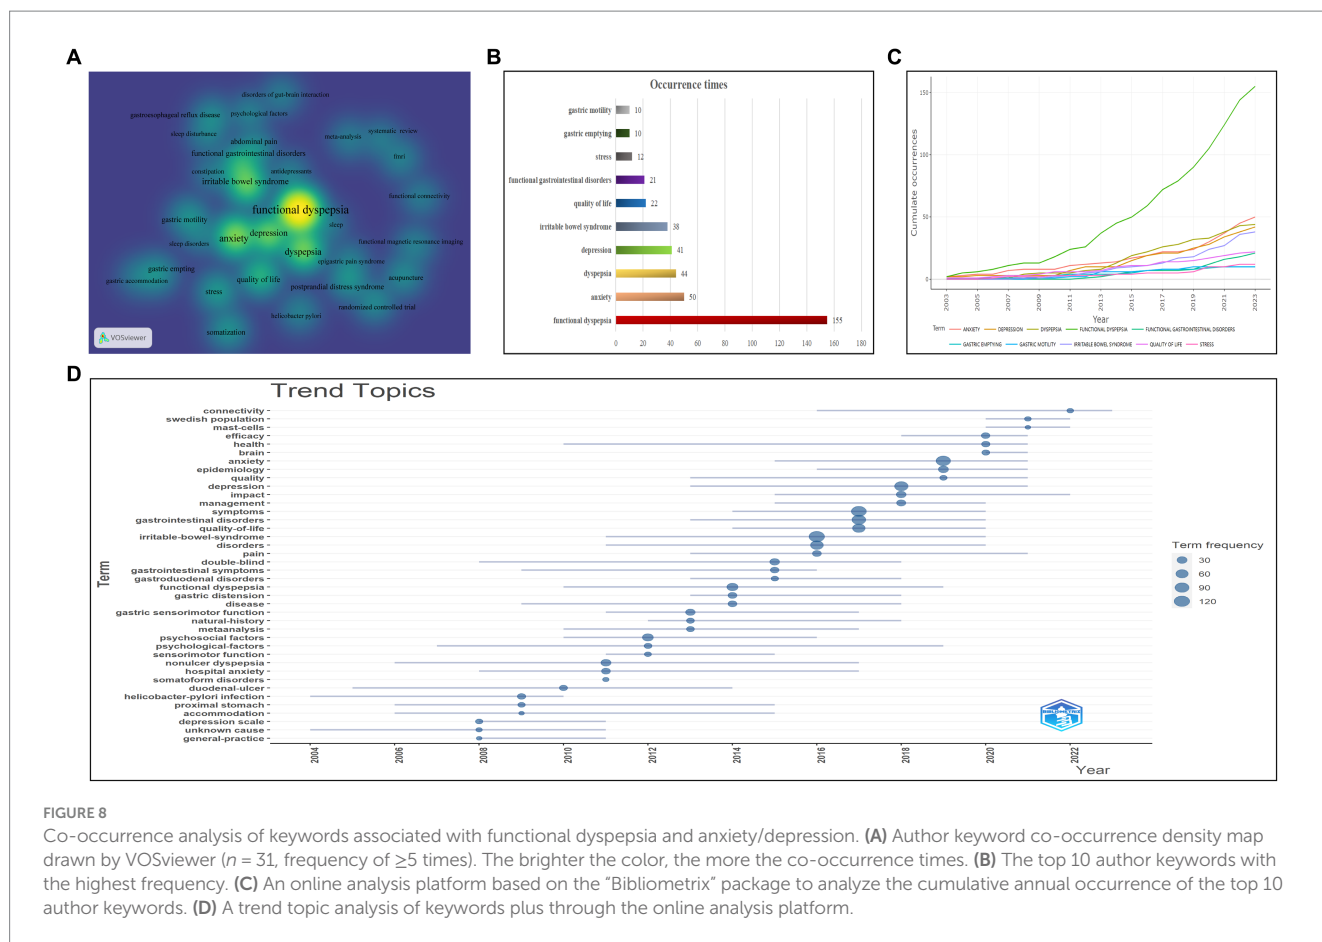 A
disorders of gut-brain interaction
gastroesophageal reflux disease
psychological factors
sleep disturbance
meta-analysis
systematic review
abdominal pain
functional gastrointestinal disorders
fmri
constipation
antidepressants
irritable bowel syndrome
functional connectivity
functional dyspepsia
gastric motility
sleep
depression
anxiety
sleep disorders
functional magnetic resonance imaging
dyspepsia
epigastric pain syndrome
gastric empting
gastric accommodation
quality of life
acupuncture
postprandial distress syndrome
stress
randomized controlled trial
helicobacter pylori
somatization
VOSviewer
B
Occurrence times
gastric motility 10
gastric emptying 10
stress 12
functional gastrointestinal disorders 21
quality of life 22
irritable bowel syndrome 38
depression 41
dyspepsia 44
anxiety 50
functional dyspepsia 155
0 20 40 60 80 100 120 140 160 180
C
Cumulate occurrences
150
100
50
0
2003 2005 2007 2009 2011 2013 2015 2017 2019 2021 2023
Year
Term ANXIETY DEPRESSION DYSPEPSIA FUNCTIONAL DYSPEPSIA FUNCTIONAL GASTROINTESTINAL DISORDERS
GASTRIC EMPTYING GASTRIC MOTILITY IRRITABLE BOWEL SYNDROME QUALITY OF LIFE STRESS
D
Trend Topics
Term
connectivity
swedish population
mast-cells
efficacy
health
brain
anxiety
epidemiology
quality
depression
impact
management
symptoms
gastrointestinal disorders
quality-of-life
irritable-bowel-syndrome
disorders
pain
double-blind
gastrointestinal symptoms
gastroduodenal disorders
functional dyspepsia
gastric distension
disease
gastric sensorimotor function
natural-history
metaanalysis
psychosocial factors
psychological-factors
sensorimotor function
nonulcer dyspepsia
hospital anxiety
somatoform disorders
duodenal-ulcer
helicobacter-pylori infection
proximal stomach
accommodation
depression scale
unknown cause
general-practice
2004 2006 2008 2010 2012 2014 2016 2018 2020 2022
Year
Term frequency
30
60
90
120
BIBLIOMETRIX
FIGURE 8
Co-occurrence analysis of keywords associated with functional dyspepsia and anxiety/depression. (A) Author keyword co-occurrence density map
drawn by VOSviewer (n = 31, frequency of ≥5 times). The brighter the color, the more the co-occurrence times. (B) The top 10 author keywords with
the highest frequency. (C) An online analysis platform based on the “Bibliometrix” package to analyze the cumulative annual occurrence of the top 10
author keywords. (D) A trend topic analysis of keywords plus through the online analysis platform.